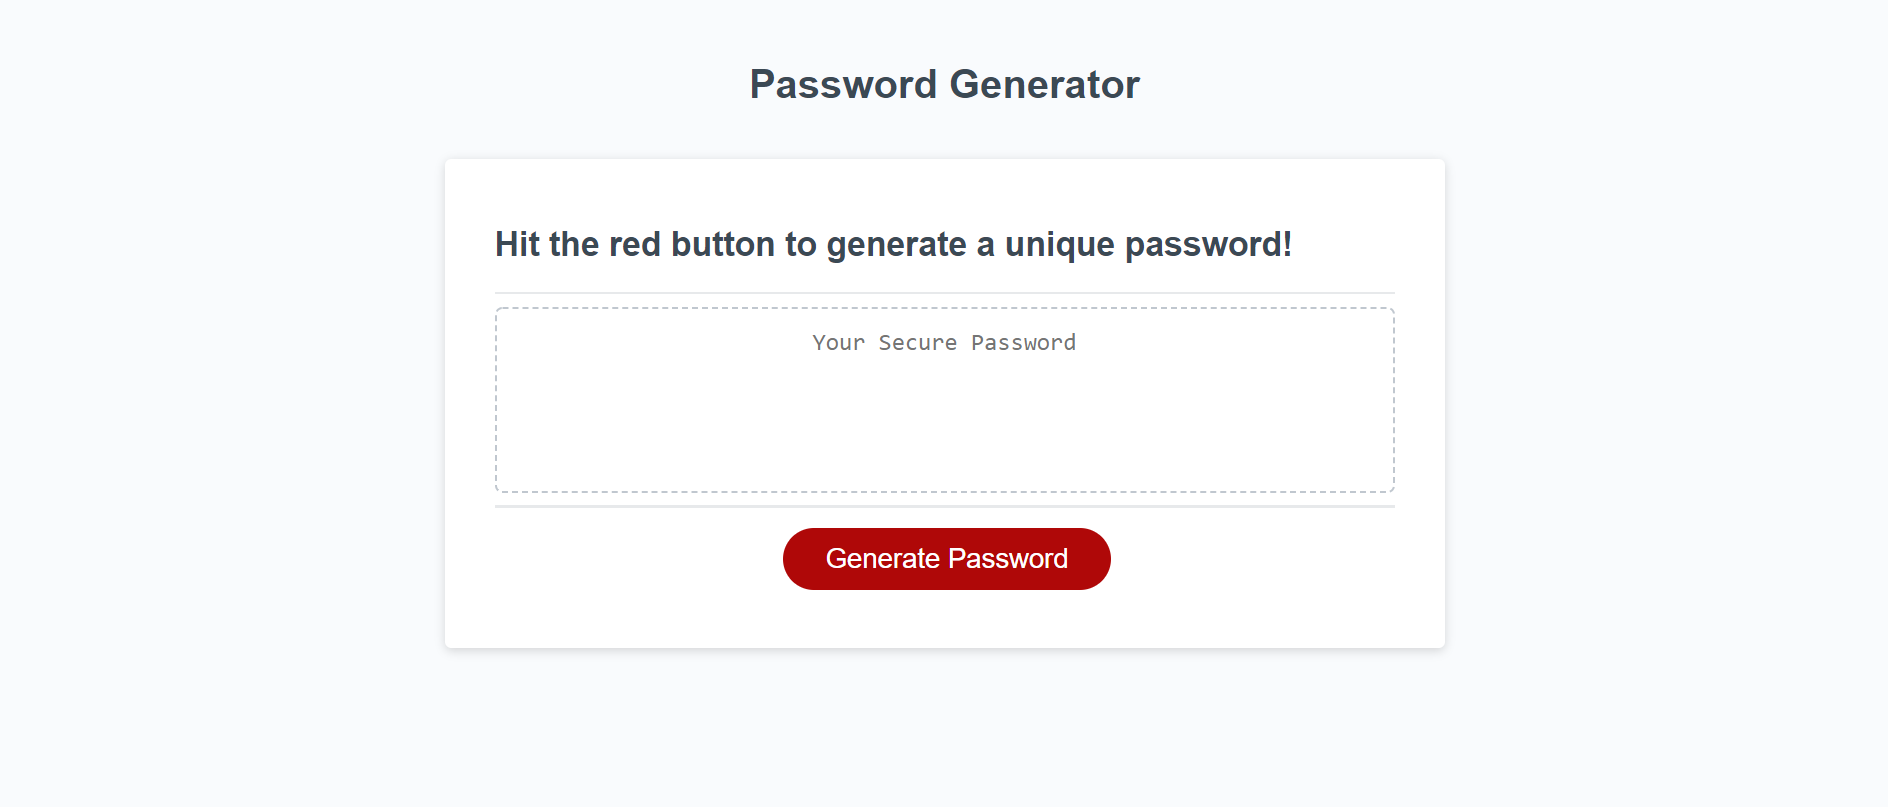 Password Generator
Hit the red button to generate a unique password!
Your Secure Password
Generate Password